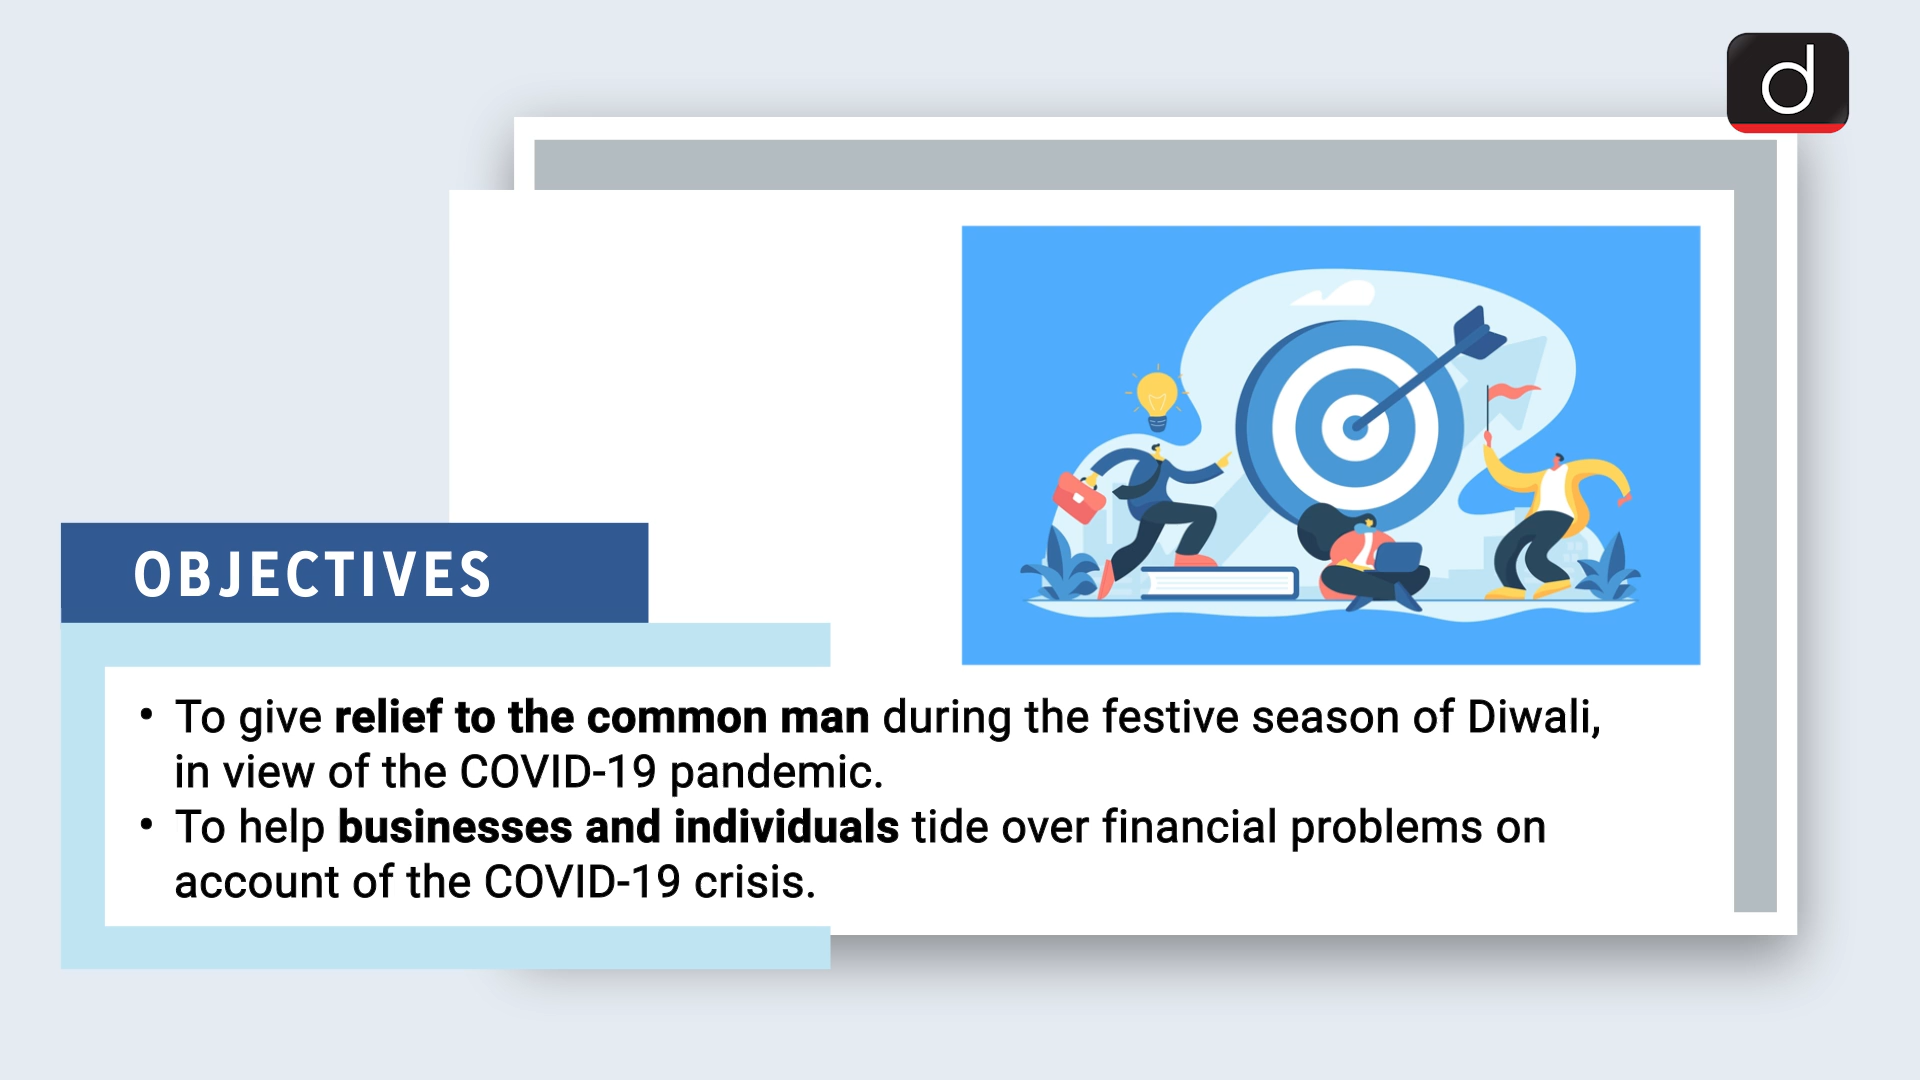 d
OBJECTIVES
• To give relief to the common man during the festive season of Diwali,
in view of the COVID-19 pandemic.
• To help businesses and individuals tide over financial problems on
account of the COVID-19 crisis.